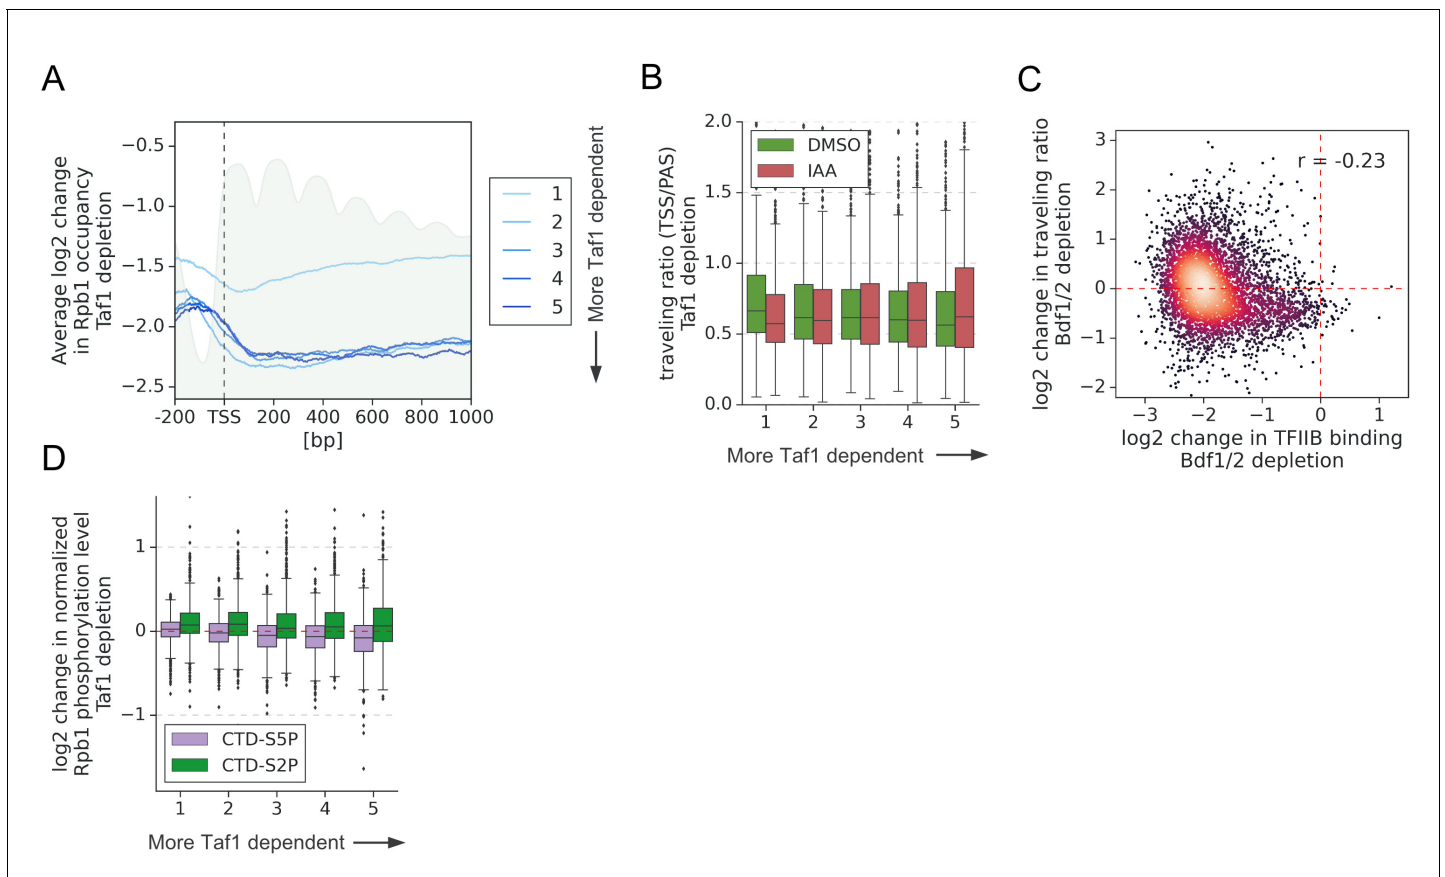 A
Average log2 change
in Rpb1 occupancy
Taf1 depletion
−0.5
−1.0
−1.5
−2.0
−2.5
-200
TSS
200
400
600
800
1000
[bp]
1
2
3
4
5
More Taf1 dependent
B
traveling ratio (TSS/PAS)
Taf1 depletion
2.0
1.5
1.0
0.5
0.0
DMSO
IAA
1
2
3
4
5
More Taf1 dependent
C
log2 change in traveling ratio
Bdf1/2 depletion
3
2
1
0
−1
−2
r = -0.23
−3
−2
−1
0
1
log2 change in TFIIB binding
Bdf1/2 depletion
D
log2 change in normalized
Rpb1 phosphorylation level
Taf1 depletion
1
0
−1
CTD-S5P
CTD-S2P
1
2
3
4
5
More Taf1 dependent